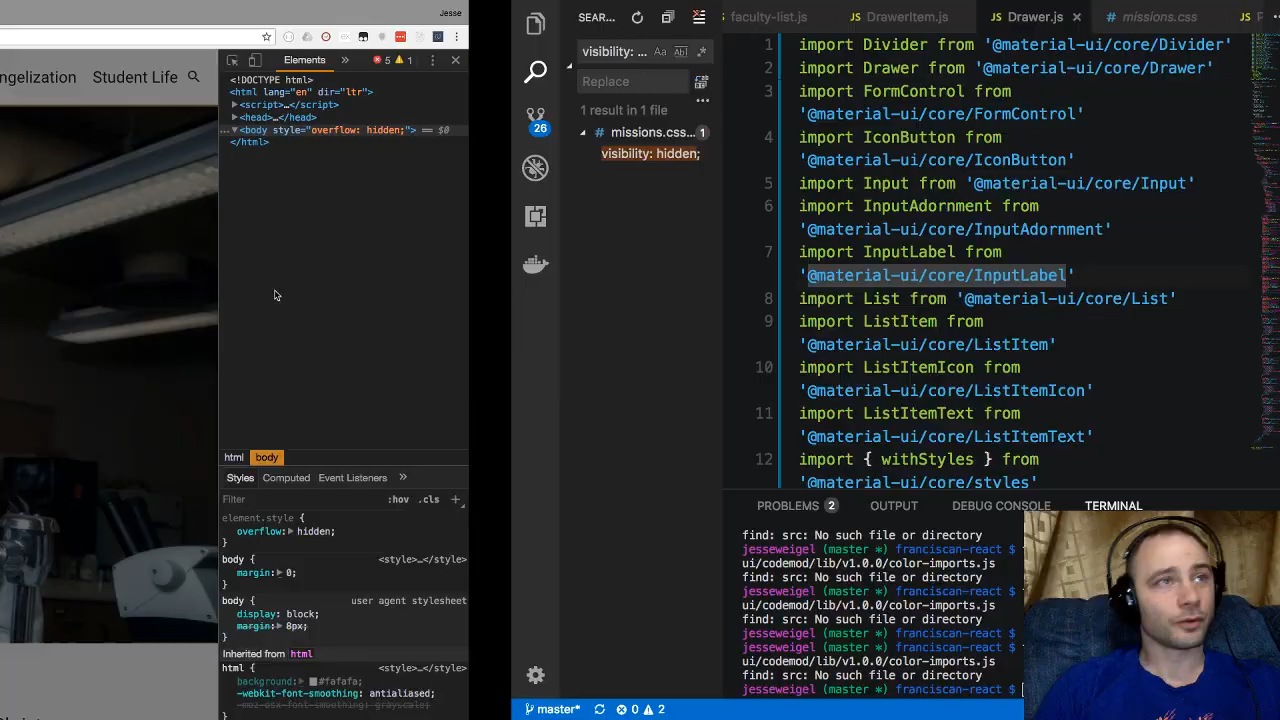 Jesse
ngelization Student Life
Elements » 5 1
<!DOCTYPE html>
<html lang="en" dir="ltr">
<script>…</script>
<head>…</head>
… <body style="overflow: hidden;"> == $0
</html>
html body
Styles Computed Event Listeners »
Filter :hov .cls +
element.style {
overflow: hidden;
}
body { <style>…</style>
margin: 0;
}
body { user agent stylesheet
display: block;
margin: 8px;
}
Inherited from html
html { <style>…</style>
background: #fafafa;
-webkit-font-smoothing: antialiased;
-moz-osx-font-smoothing: grayscale;
SEAR...
visibility: ... Aa Abl .*
Replace
...
1 result in 1 file
# missions.css... 1
visibility: hidden;
26
faculty-list.js DrawerItem.js Drawer.js × # missions.css
1 import Divider from '@material-ui/core/Divider'
2 import Drawer from '@material-ui/core/Drawer'
3 import FormControl from
'@material-ui/core/FormControl'
4 import IconButton from
'@material-ui/core/IconButton'
5 import Input from '@material-ui/core/Input'
6 import InputAdornment from
'@material-ui/core/InputAdornment'
7 import InputLabel from
'@material-ui/core/InputLabel'
8 import List from '@material-ui/core/List'
9 import ListItem from
'@material-ui/core/ListItem'
10 import ListItemIcon from
'@material-ui/core/ListItemIcon'
11 import ListItemText from
'@material-ui/core/ListItemText'
12 import { withStyles } from
'@material-ui/core/styles'
PROBLEMS 2 OUTPUT DEBUG CONSOLE TERMINAL
find: src: No such file or directory
jesseweigel (master *) franciscan-react $
ui/codemod/lib/v1.0.0/color-imports.js
find: src: No such file or directory
jesseweigel (master *) franciscan-react $
ui/codemod/lib/v1.0.0/color-imports.js
find: src: No such file or directory
jesseweigel (master *) franciscan-react $
jesseweigel (master *) franciscan-react $
ui/codemod/lib/v1.0.0/color-imports.js
find: src: No such file or directory
jesseweigel (master *) franciscan-react $
master* 0 2